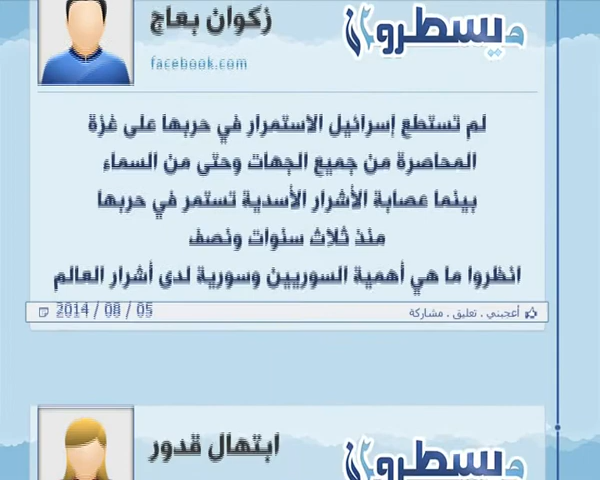 زكوان بعاج
facebook.com
يسطرون
لم تستطع إسرائيل الاستمرار في حربها على غزة
المحاصرة من جميع الجهات وحتى من السماء
بينما عصابة الأشرار الأسدية تستمر في حربها
منذ ثلاث سنوات ونصف
انظروا ما هي أهمية السوريين وسورية لدى أشرار العالم
أعجبني . تعليق . مشاركة
2014 / 08 / 05
ابتهال قدور
يسطرون